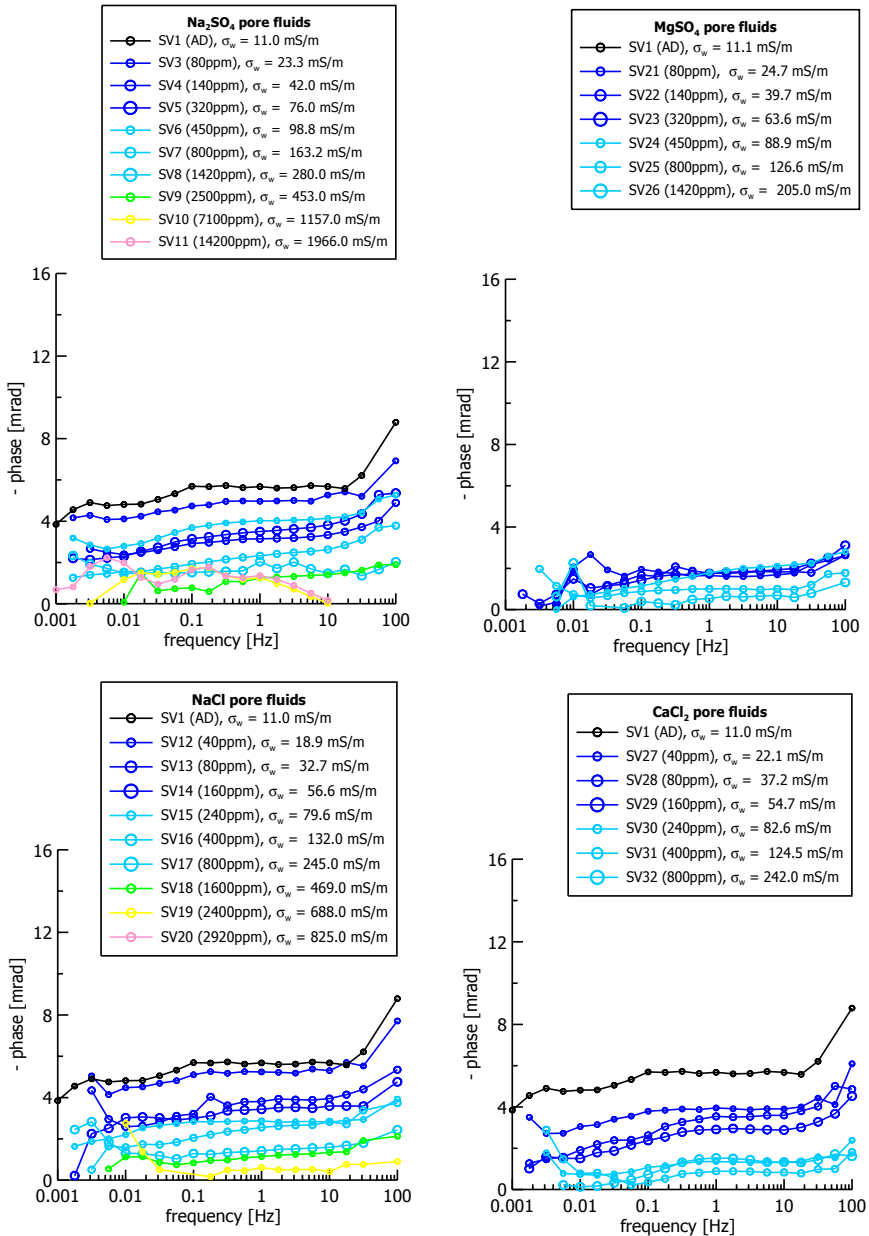 Na₂SO₄ pore fluids
SV1 (AD), σw = 11.0 mS/m
SV3 (80ppm), σw = 23.3 mS/m
SV4 (140ppm), σw = 42.0 mS/m
SV5 (320ppm), σw = 76.0 mS/m
SV6 (450ppm), σw = 98.8 mS/m
SV7 (800ppm), σw = 163.2 mS/m
SV8 (1420ppm), σw = 280.0 mS/m
SV9 (2500ppm), σw = 453.0 mS/m
SV10 (7100ppm), σw = 1157.0 mS/m
SV11 (14200ppm), σw = 1966.0 mS/m
16
12
8
4
0
- phase [mrad]
0.001 0.01 0.1 1 10 100
frequency [Hz]
MgSO₄ pore fluids
SV1 (AD), σw = 11.1 mS/m
SV21 (80ppm), σw = 24.7 mS/m
SV22 (140ppm), σw = 39.7 mS/m
SV23 (320ppm), σw = 63.6 mS/m
SV24 (450ppm), σw = 88.9 mS/m
SV25 (800ppm), σw = 126.6 mS/m
SV26 (1420ppm), σw = 205.0 mS/m
16
12
8
4
0
- phase [mrad]
0.001 0.01 0.1 1 10 100
frequency [Hz]
NaCl pore fluids
SV1 (AD), σw = 11.0 mS/m
SV12 (40ppm), σw = 18.9 mS/m
SV13 (80ppm), σw = 32.7 mS/m
SV14 (160ppm), σw = 56.6 mS/m
SV15 (240ppm), σw = 79.6 mS/m
SV16 (400ppm), σw = 132.0 mS/m
SV17 (800ppm), σw = 245.0 mS/m
SV18 (1600ppm), σw = 469.0 mS/m
SV19 (2400ppm), σw = 688.0 mS/m
SV20 (2920ppm), σw = 825.0 mS/m
16
12
8
4
0
- phase [mrad]
0.001 0.01 0.1 1 10 100
frequency [Hz]
CaCl₂ pore fluids
SV1 (AD), σw = 11.0 mS/m
SV27 (40ppm), σw = 22.1 mS/m
SV28 (80ppm), σw = 37.2 mS/m
SV29 (160ppm), σw = 54.7 mS/m
SV30 (240ppm), σw = 82.6 mS/m
SV31 (400ppm), σw = 124.5 mS/m
SV32 (800ppm), σw = 242.0 mS/m
16
12
8
4
0
- phase [mrad]
0.001 0.01 0.1 1 10 100
frequency [Hz]